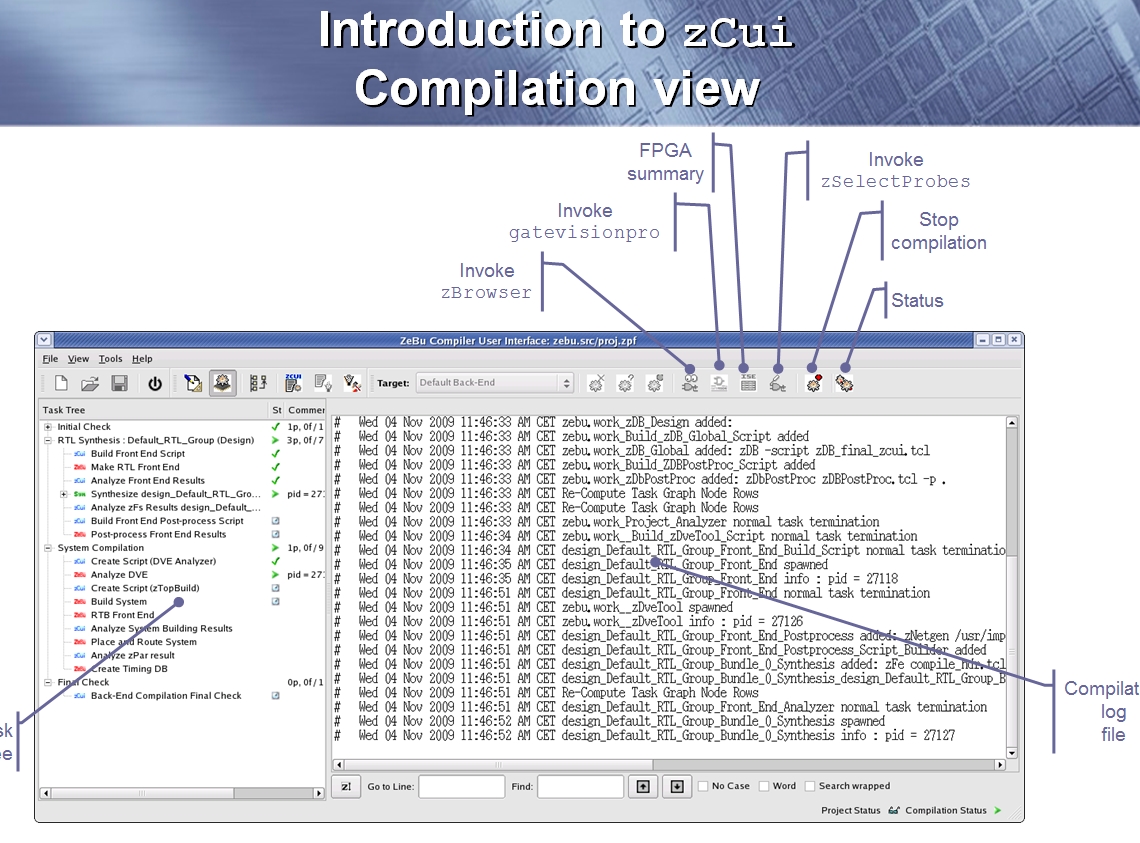 Introduction to zCui
Compilation view
FPGA
summary
Invoke
zSelectProbes
Invoke
gatevisionpro
Stop
compilation
Invoke
zBrowser
Status
ZeBu Compiler User Interface: zebu.src/proj.zpf
File View Tools Help
ZCUI
Target: Default Back-End
ISE
Task Tree St Commer
Initial Check 1p, 0f/1
RTL Synthesis : Default_RTL_Group (Design) 3p, 0f/7
zCui Build Front End Script
Make RTL Front End
zCui Analyze Front End Results
Synthesize design_Default_RTL_Gro... pid = 27
zCui Analyze zFs Results design_Default_...
zCui Build Front End Post-process Script
Post-process Front End Results
System Compilation 1p, 0f/9
zCui Create Script (DVE Analyzer)
Analyze DVE pid = 27
zCui Create Script (zTopBuild)
Build System
RTB Front End
zCui Analyze System Building Results
Place and Route System
zCui Analyze zPar result
Create Timing DB
Final Check 0p, 0f/1
zCui Back-End Compilation Final Check
# Wed 04 Nov 2009 11:46:33 AM CET zebu.work_zDB_Design added:
# Wed 04 Nov 2009 11:46:33 AM CET zebu.work_Build_zDB_Global_Script added
# Wed 04 Nov 2009 11:46:33 AM CET zebu.work_zDB_Global added: zDB -script zDB_final_zcui.tcl
# Wed 04 Nov 2009 11:46:33 AM CET zebu.work_Build_ZDBPostProc_Script added
# Wed 04 Nov 2009 11:46:33 AM CET zebu.work_zDbPostProc added: zDbPostProc zDBPostProc.tcl -p .
# Wed 04 Nov 2009 11:46:33 AM CET Re-Compute Task Graph Node Rows
# Wed 04 Nov 2009 11:46:33 AM CET Re-Compute Task Graph Node Rows
# Wed 04 Nov 2009 11:46:33 AM CET zebu.work_Project_Analyzer normal task termination
# Wed 04 Nov 2009 11:46:34 AM CET zebu.work__Build_zDveTool_Script normal task termination
# Wed 04 Nov 2009 11:46:34 AM CET design_Default_RTL_Group_Front_End_Build_Script normal task terminatio
# Wed 04 Nov 2009 11:46:35 AM CET design_Default_RTL_Group_Front_End spawned
# Wed 04 Nov 2009 11:46:35 AM CET design_Default_RTL_Group_Front_End info : pid = 27118
# Wed 04 Nov 2009 11:46:51 AM CET design_Default_RTL_Group_Front_End normal task termination
# Wed 04 Nov 2009 11:46:51 AM CET zebu.work__zDveTool spawned
# Wed 04 Nov 2009 11:46:51 AM CET zebu.work__zDveTool info : pid = 27126
# Wed 04 Nov 2009 11:46:51 AM CET design_Default_RTL_Group_Front_End_Postprocess added: zNetgen /usr/imp
# Wed 04 Nov 2009 11:46:51 AM CET design_Default_RTL_Group_Front_End_Postprocess_Script_Builder added
# Wed 04 Nov 2009 11:46:51 AM CET design_Default_RTL_Group_Bundle_0_Synthesis added: zFe compile_hdr.tcl
# Wed 04 Nov 2009 11:46:51 AM CET design_Default_RTL_Group_Bundle_0_Synthesis_design_Default_RTL_Group_B
# Wed 04 Nov 2009 11:46:51 AM CET Re-Compute Task Graph Node Rows
# Wed 04 Nov 2009 11:46:51 AM CET design_Default_RTL_Group_Front_End_Analyzer normal task termination
# Wed 04 Nov 2009 11:46:52 AM CET design_Default_RTL_Group_Bundle_0_Synthesis spawned
# Wed 04 Nov 2009 11:46:52 AM CET design_Default_RTL_Group_Bundle_0_Synthesis info : pid = 27127
sk
ee
Compilat
log
file
Go to Line: Find: No Case Word Search wrapped
Project Status Compilation Status